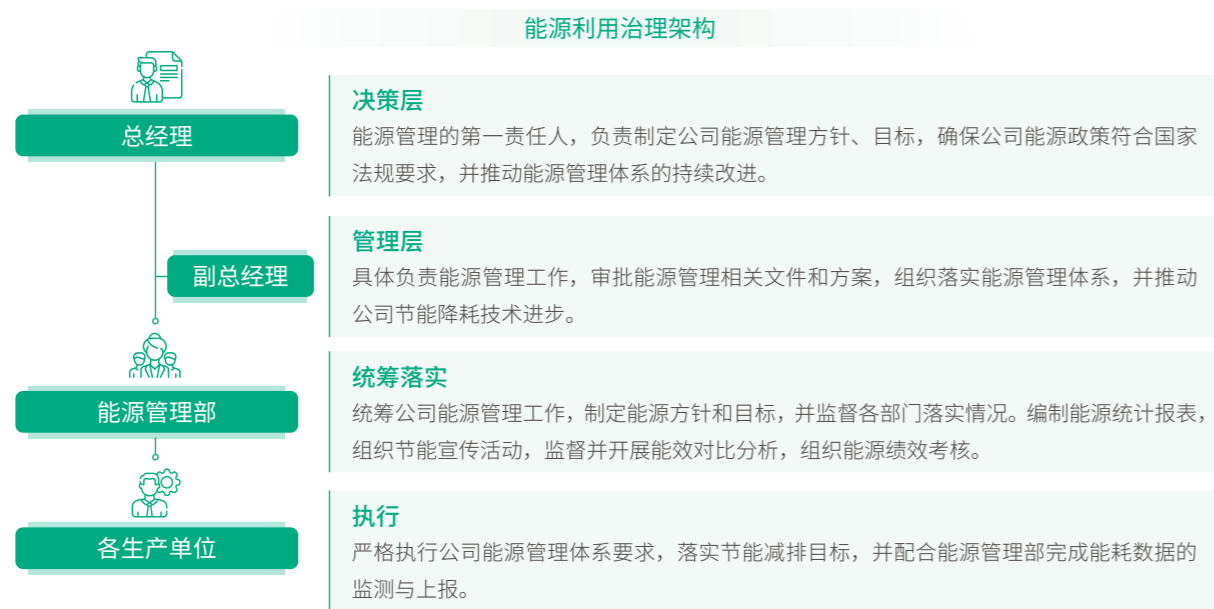 能源利用治理架构
总经理
决策层
能源管理的第一责任人，负责制定公司能源管理方针、目标，确保公司能源政策符合国家
法规要求，并推动能源管理体系的持续改进。
副总经理
管理层
具体负责能源管理工作，审批能源管理相关文件和方案，组织落实能源管理体系，并推动
公司节能降耗技术进步。
能源管理部
统筹落实
统筹公司能源管理工作，制定能源方针和目标，并监督各部门落实情况。编制能源统计报表，
组织节能宣传活动，监督并开展能效对比分析，组织能源绩效考核。
各生产单位
执行
严格执行公司能源管理体系要求，落实节能减排目标，并配合能源管理部完成能耗数据的
监测与上报。